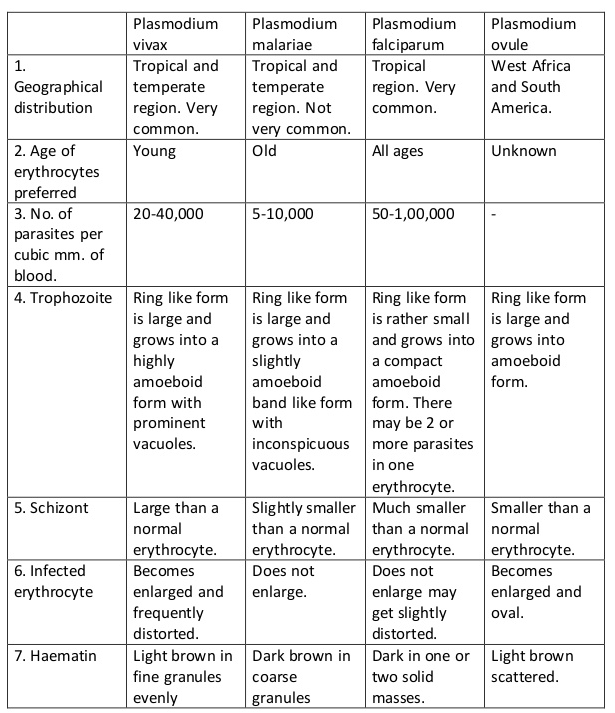 Plasmodium
vivax
Plasmodium
malariae
Plasmodium
falciparum
Plasmodium
ovule
1.
Geographical
distribution
Tropical and
temperate
region. Very
common.
Tropical and
temperate
region. Not
very common.
Tropical
region. Very
common.
West Africa
and South
America.
2. Age of
erythrocytes
preferred
Young
Old
All ages
Unknown
3. No. of
parasites per
cubic mm. of
blood.
20-40,000
5-10,000
50-1,00,000
-
4. Trophozoite
Ring like form
is large and
grows into a
highly
amoeboid
form with
prominent
vacuoles.
Ring like form
is large and
grows into a
slightly
amoeboid
band like form
with
inconspicuous
vacuoles.
Ring like form
is rather small
and grows into
a compact
amoeboid
form. There
may be 2 or
more parasites
in one
erythrocyte.
Ring like form
is large and
grows into
amoeboid
form.
5. Schizont
Large than a
normal
erythrocyte.
Slightly smaller
than a normal
erythrocyte.
Much smaller
than a normal
erythrocyte.
Smaller than a
normal
erythrocyte.
6. Infected
erythrocyte
Becomes
enlarged and
frequently
distorted.
Does not
enlarge.
Does not
enlarge may
get slightly
distorted.
Becomes
enlarged and
oval.
7. Haematin
Light brown in
fine granules
evenly
Dark brown in
coarse
granules
Dark in one or
two solid
masses.
Light brown
scattered.